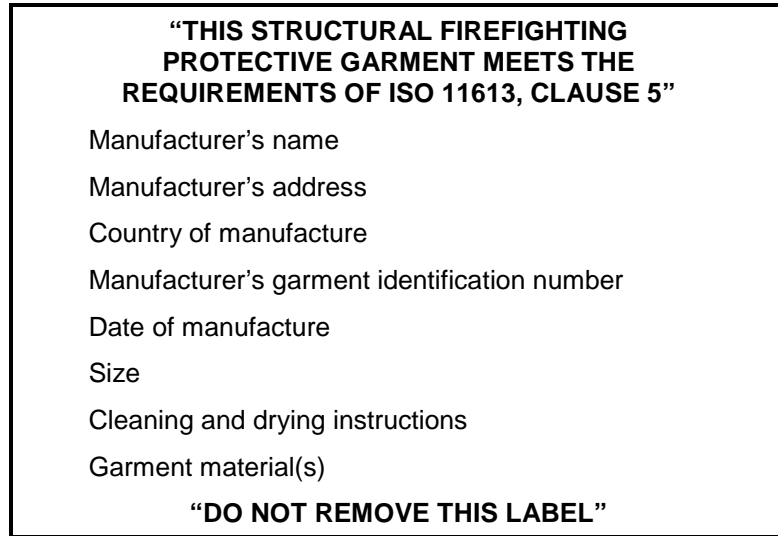 “THIS STRUCTURAL FIREFIGHTING
PROTECTIVE GARMENT MEETS THE
REQUIREMENTS OF ISO 11613, CLAUSE 5”
Manufacturer’s name
Manufacturer’s address
Country of manufacture
Manufacturer’s garment identification number
Date of manufacture
Size
Cleaning and drying instructions
Garment material(s)
“DO NOT REMOVE THIS LABEL”